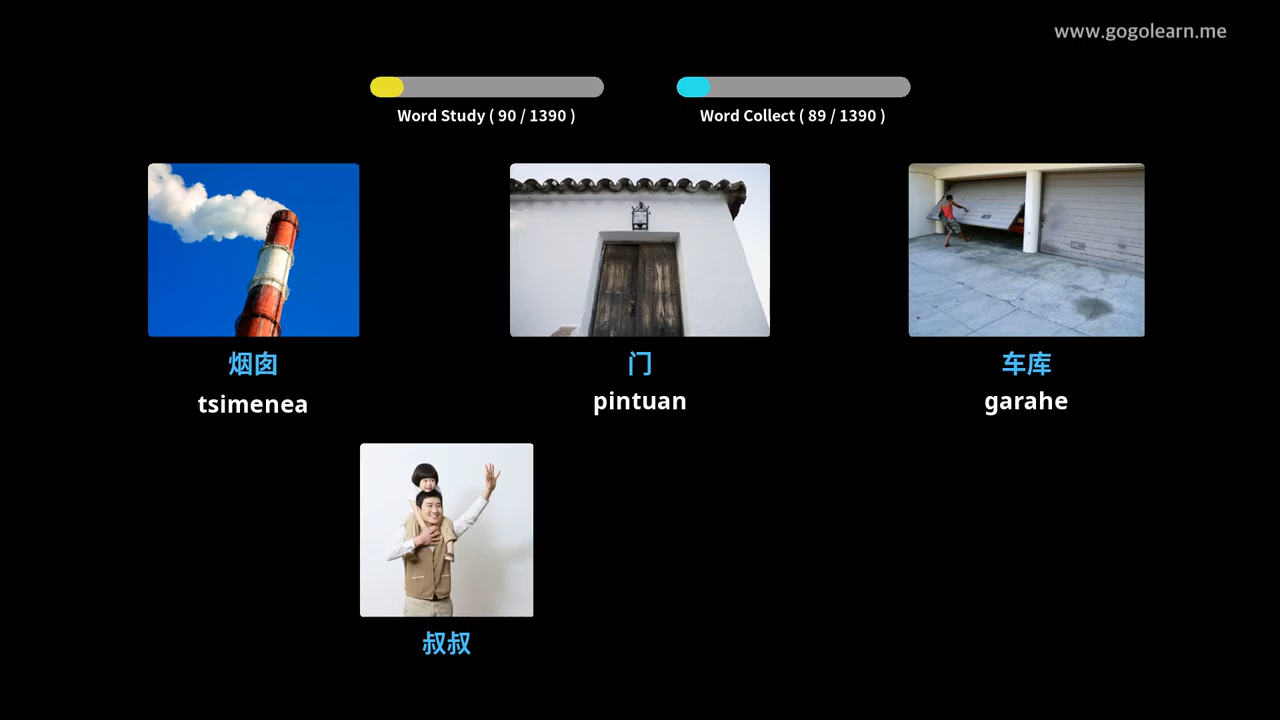 www.gogolearn.me
Word Study ( 90 / 1390 )
Word Collect ( 89 / 1390 )
烟囱
门
车库
tsimenea
pintuan
garahe
叔叔